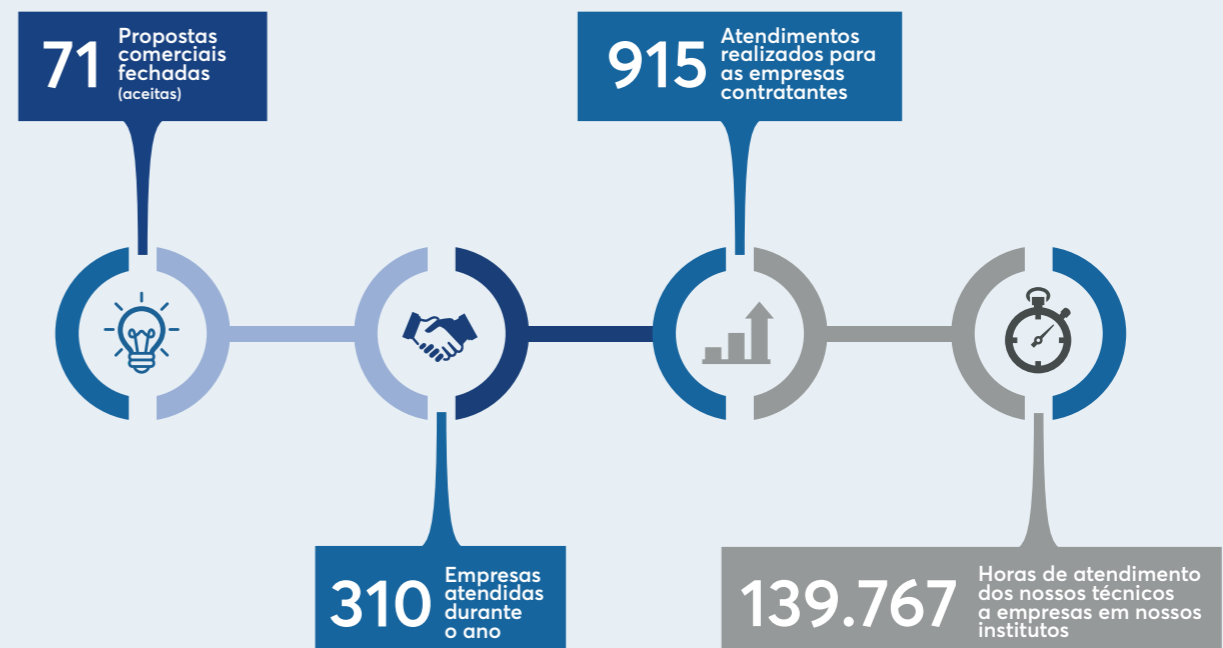 71
Propostas
comerciais
fechadas
(aceitas)
915
Atendimentos
realizados para
as empresas
contratantes
310
Empresas
atendidas
durante
o ano
139.767
Horas de atendimento
dos nossos técnicos
a empresas em nossos
institutos